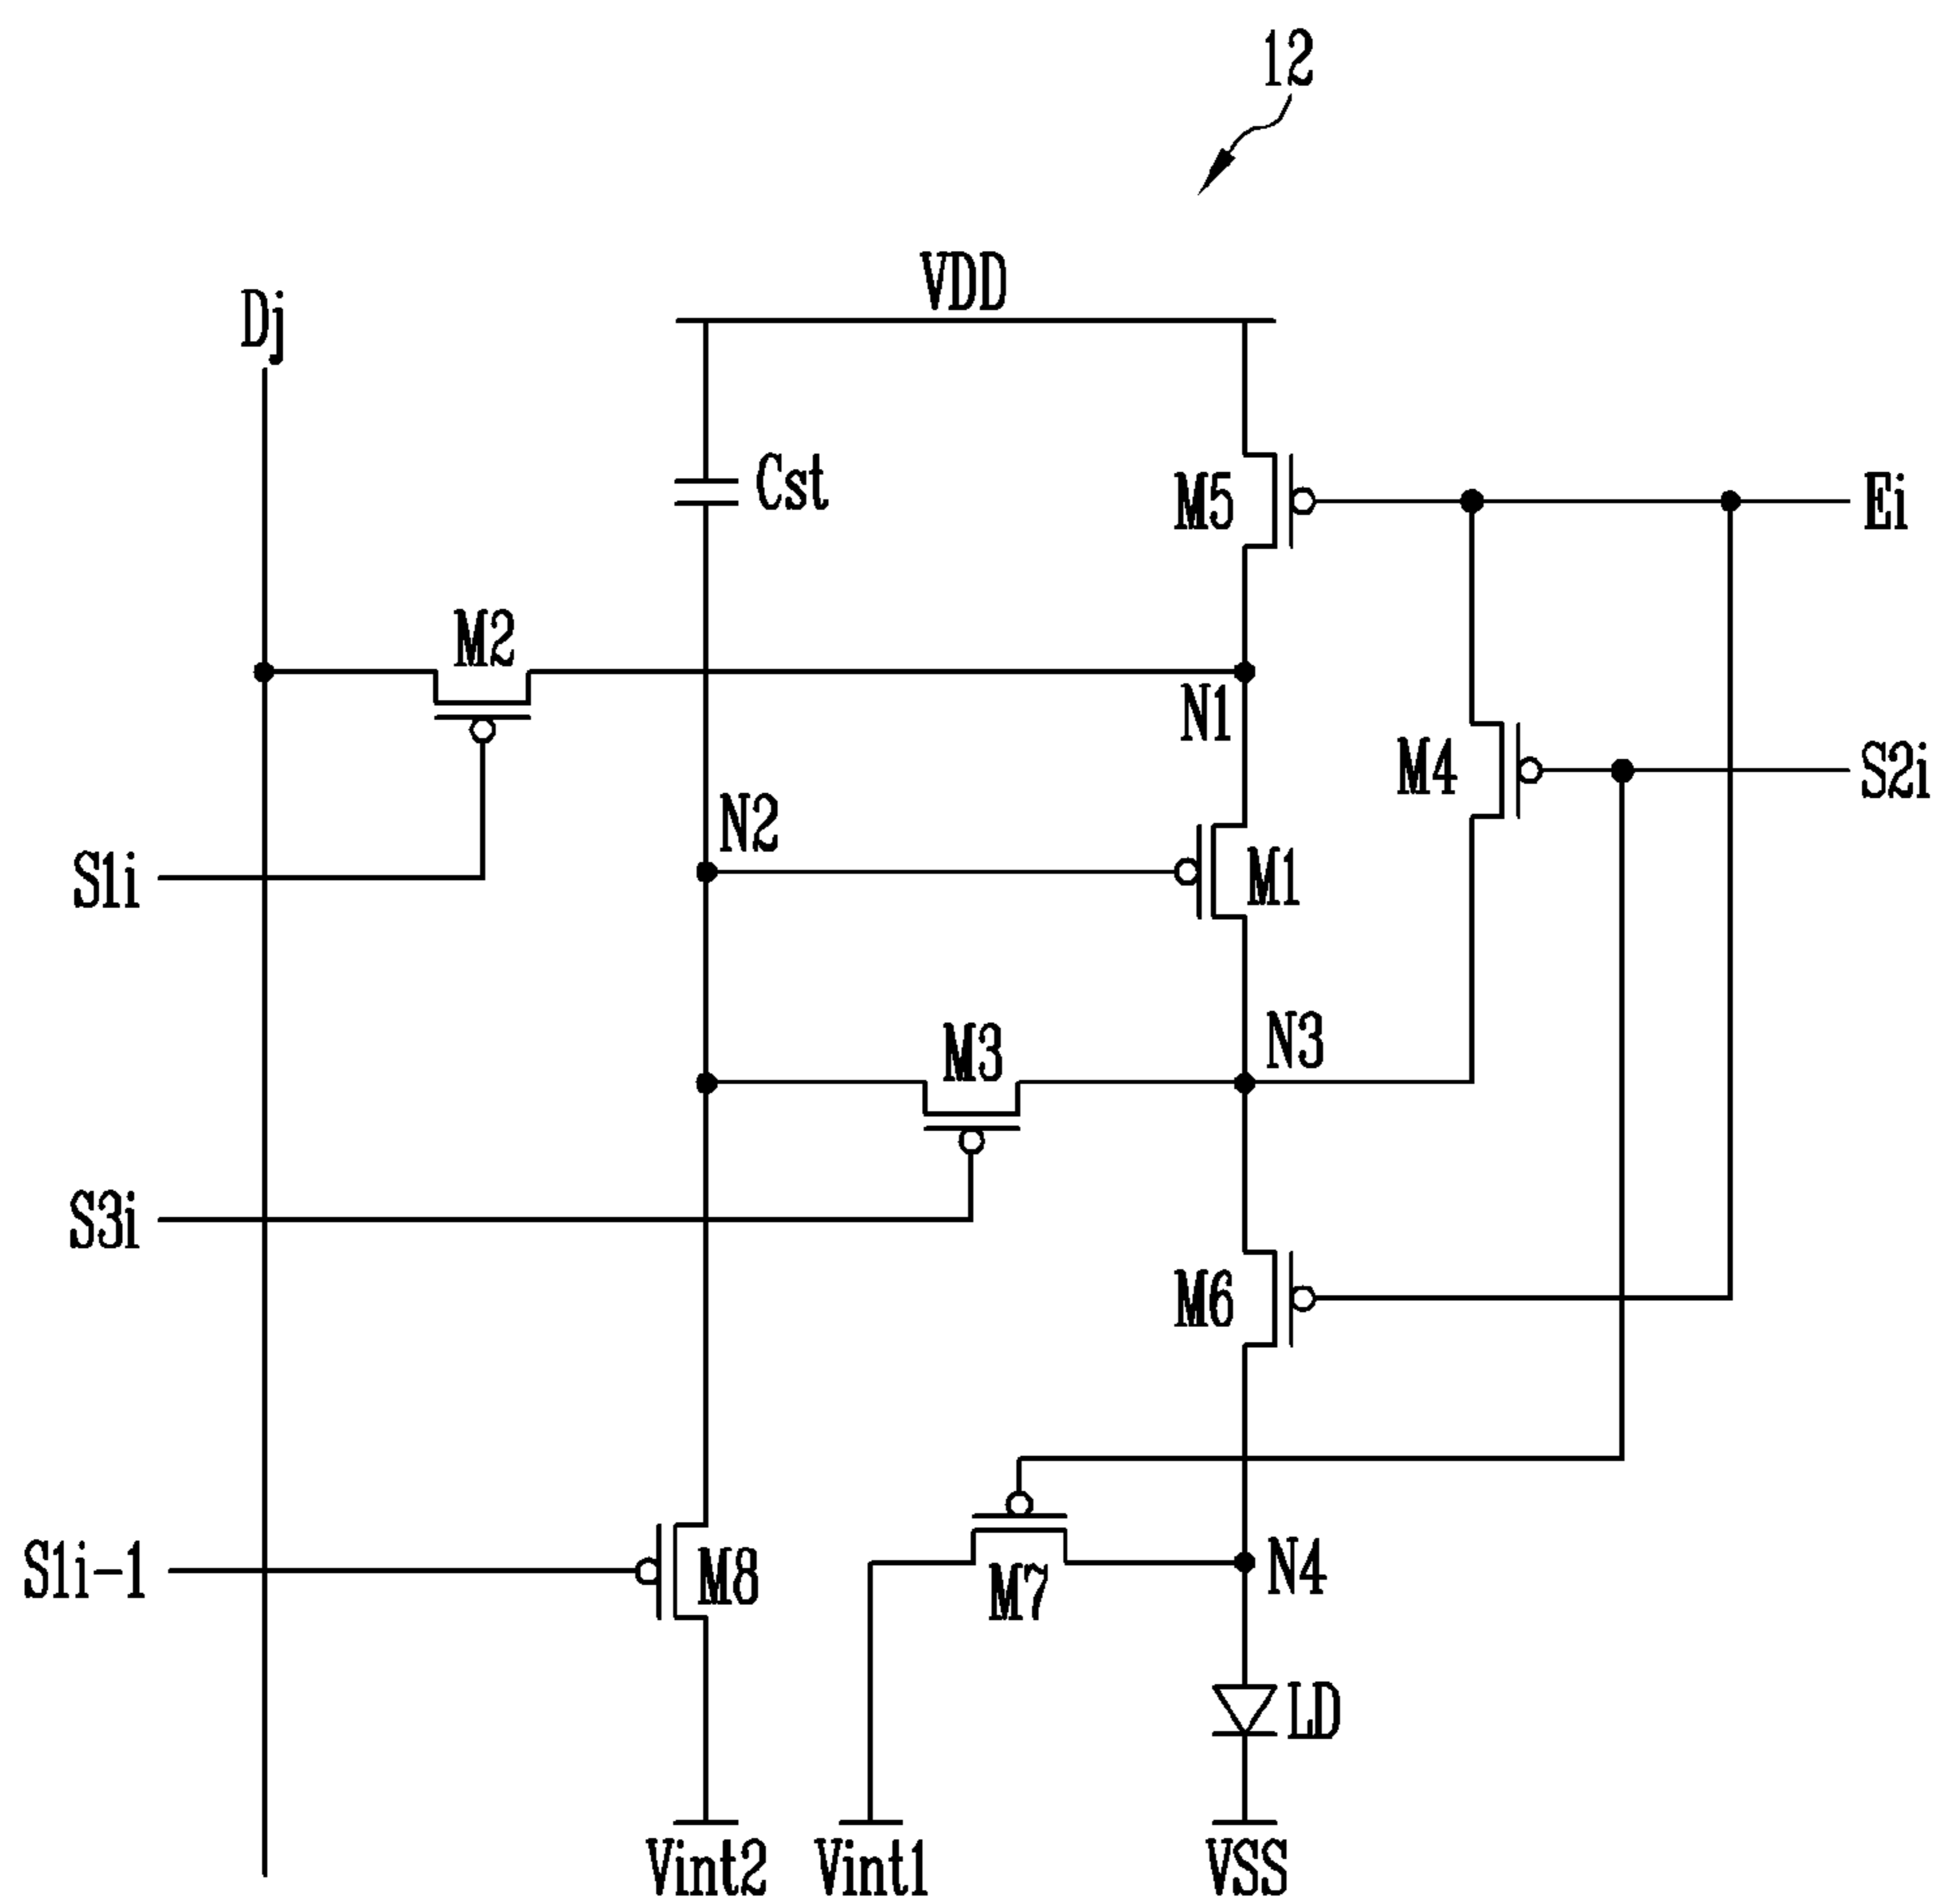 12
VDD
Dj
Cst
M5
Ei
M2
N1
M4
S2i
N2
S1i
M1
M3
N3
S3i
M6
S1i-1
M8
M7
N4
LD
Vint2
Vint1
VSS